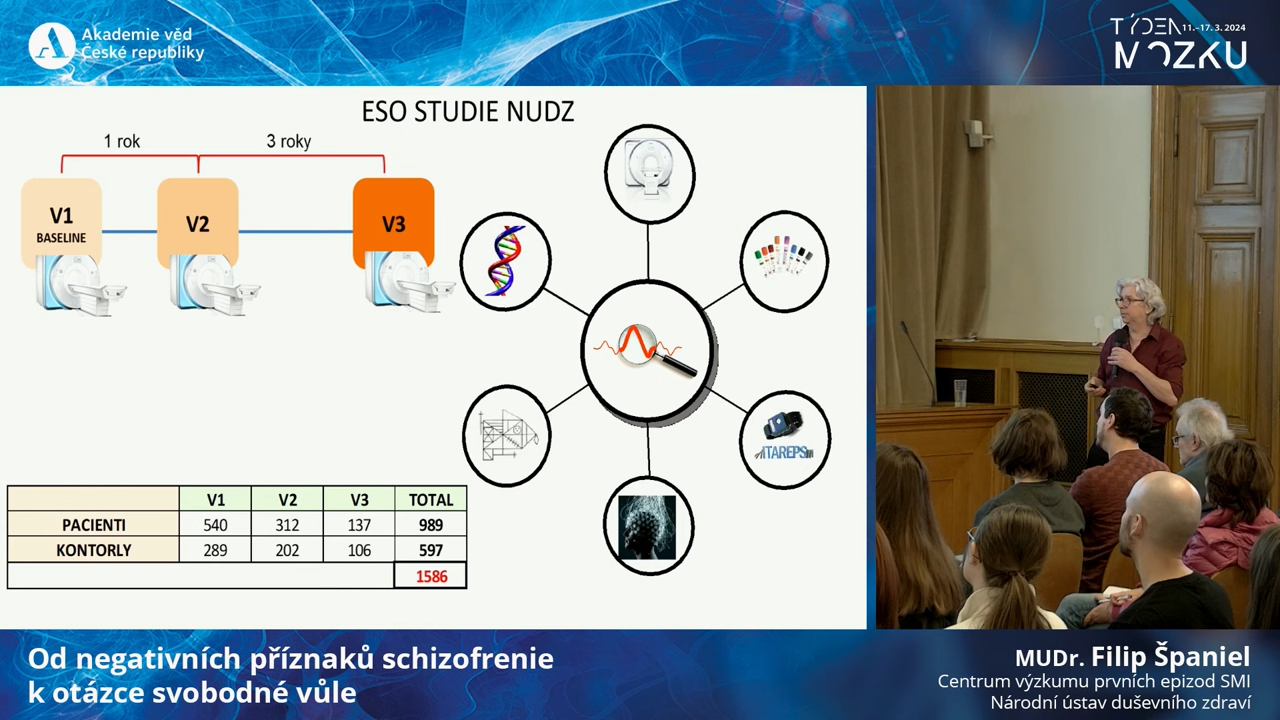 Akademie věd
České republiky
TÝDEN 11.–17. 3. 2024
MOZKU
ESO STUDIE NUDZ
1 rok
3 roky
V1
BASELINE
V2
V3
ITAREPS
V1 V2 V3 TOTAL
PACIENTI 540 312 137 989
KONTORLY 289 202 106 597
1586
Od negativních příznaků schizofrenie
k otázce svobodné vůle
MUDr. Filip Španiel
Centrum výzkumu prvních epizod SMI
Národní ústav duševního zdraví